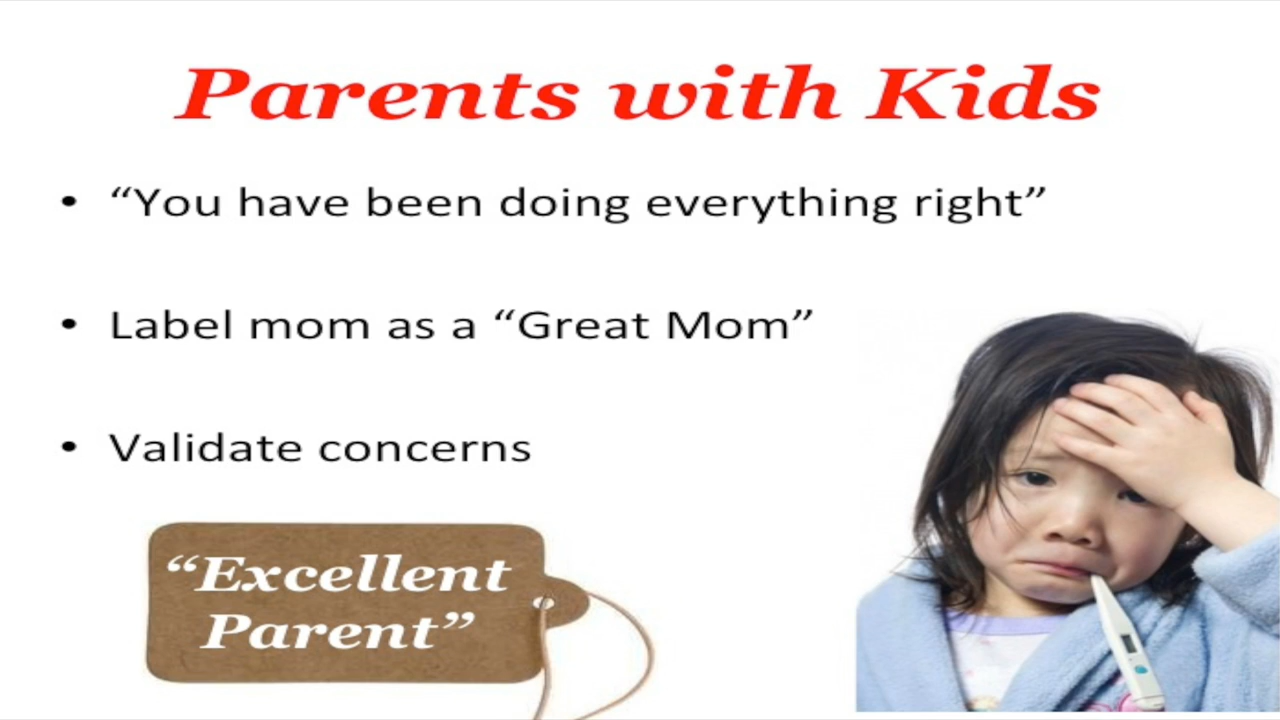 Parents with Kids
• “You have been doing everything right”
• Label mom as a “Great Mom”
• Validate concerns
“Excellent
Parent”